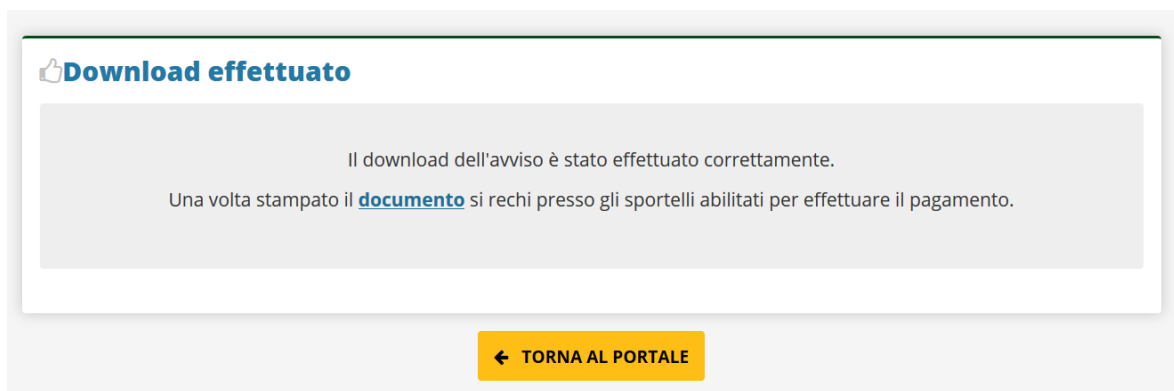 Download effettuato
Il download dell'avviso è stato effettuato correttamente.
Una volta stampato il documento si rechi presso gli sportelli abilitati per effettuare il pagamento.
TORNA AL PORTALE